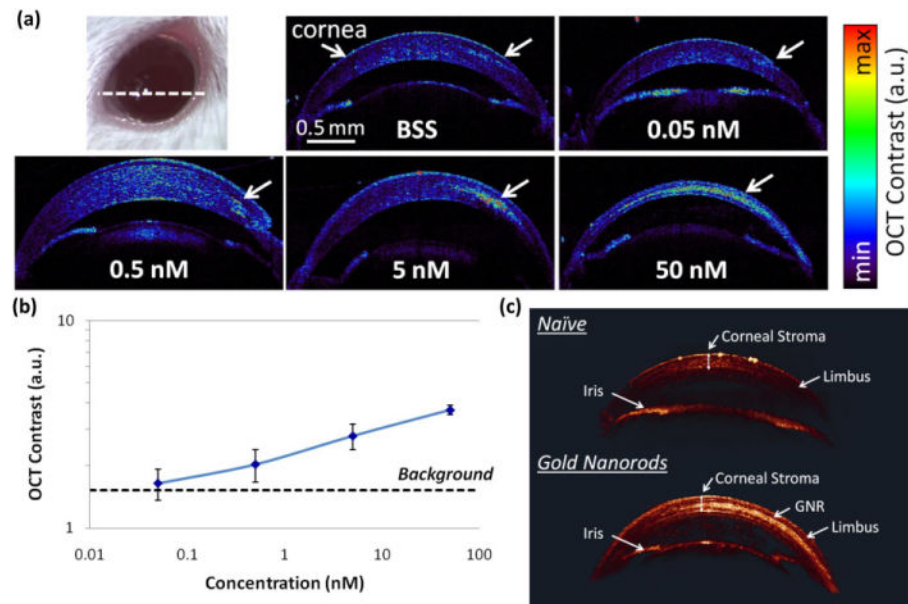 (a)
cornea
0.5 mm
BSS
0.05 nM
0.5 nM
5 nM
50 nM
max
min
OCT Contrast (a.u.)
(b)
10
1
OCT Contrast (a.u.)
Background
0.01
0.1
1
10
100
Concentration (nM)
(c)
Naïve
Corneal Stroma
Limbus
Iris
Gold Nanorods
Corneal Stroma
GNR
Limbus
Iris